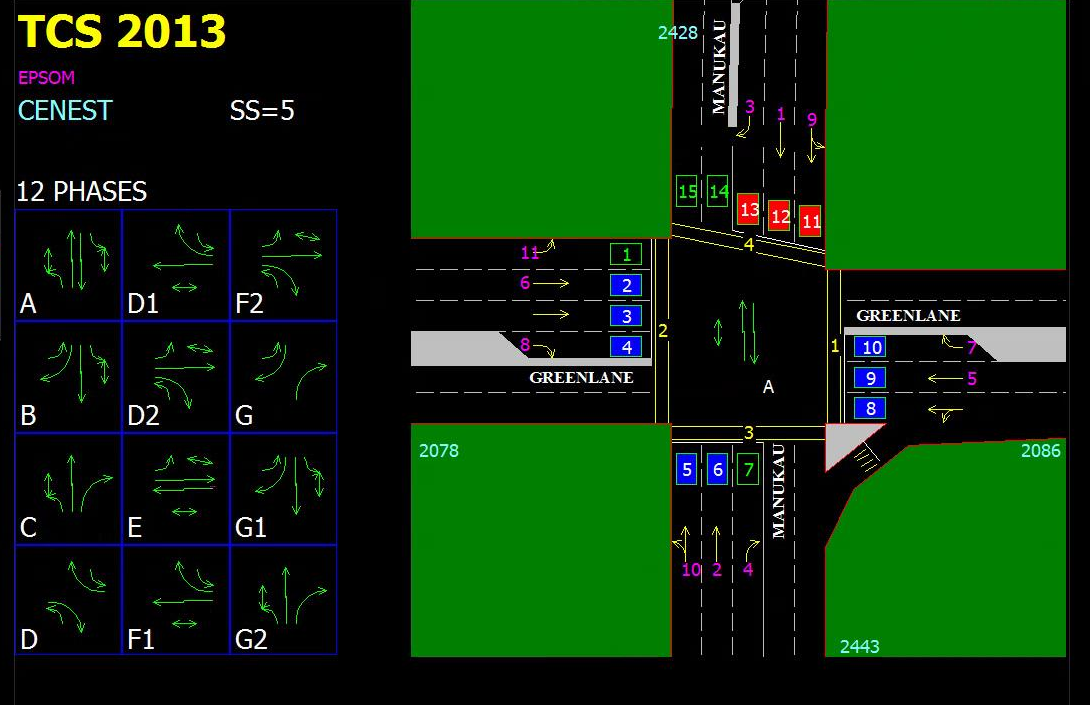 TCS 2013
EPSOM
CENEST SS=5
12 PHASES
A D1 F2
B D2 G
C E G1
D F1 G2
2428
MANUKAU
3 1 9
15 14 13 12 11
4
11 1
6 2
3
8 4
GREENLANE
2
A
1
GREENLANE
10 7
9 5
8
3
2078
2086
5 6 7
MANUKAU
10 2 4
2443